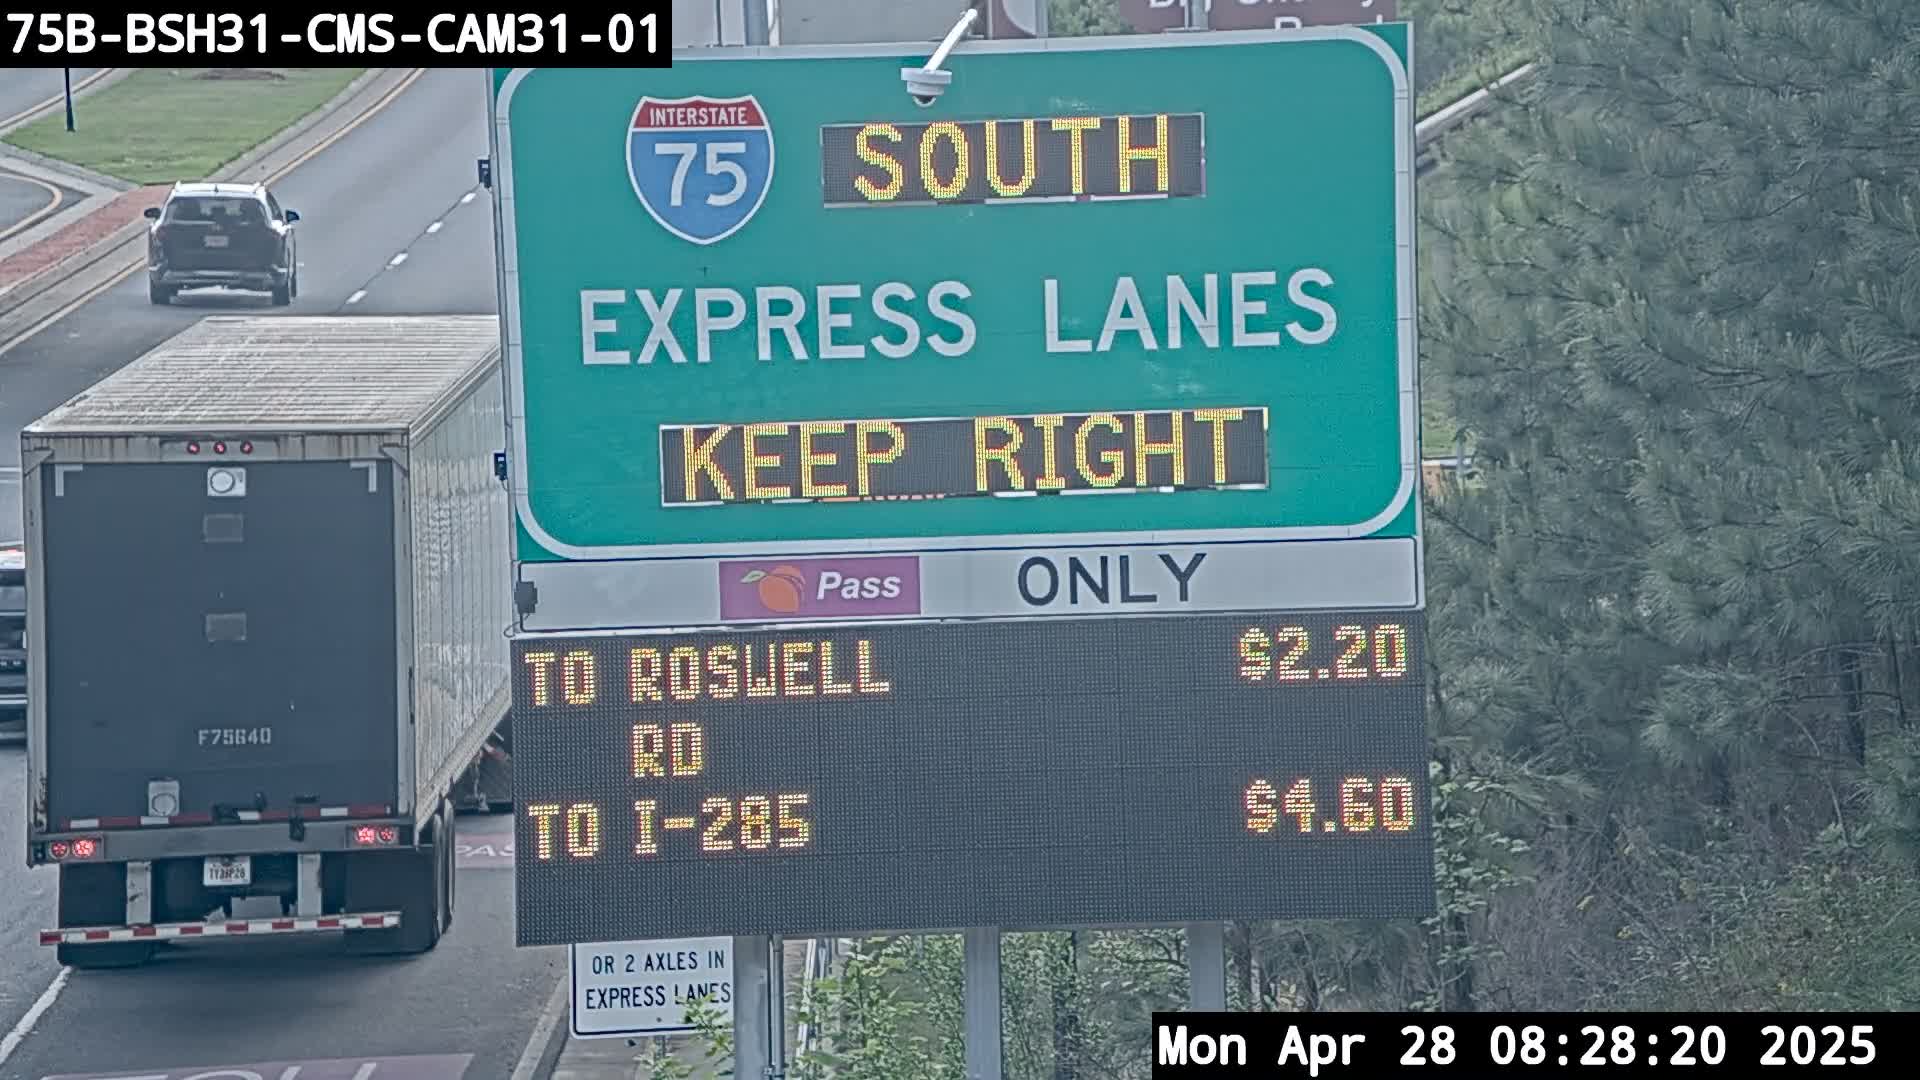 75B-BSH31-CMS-CAM31-01
INTERSTATE
75
SOUTH
EXPRESS LANES
KEEP RIGHT
Pass ONLY
TO ROSWELL $2.20
RD
TO I-285 $4.60
F75640
OR 2 AXLES IN
EXPRESS LANES
Mon Apr 28 08:28:20 2025